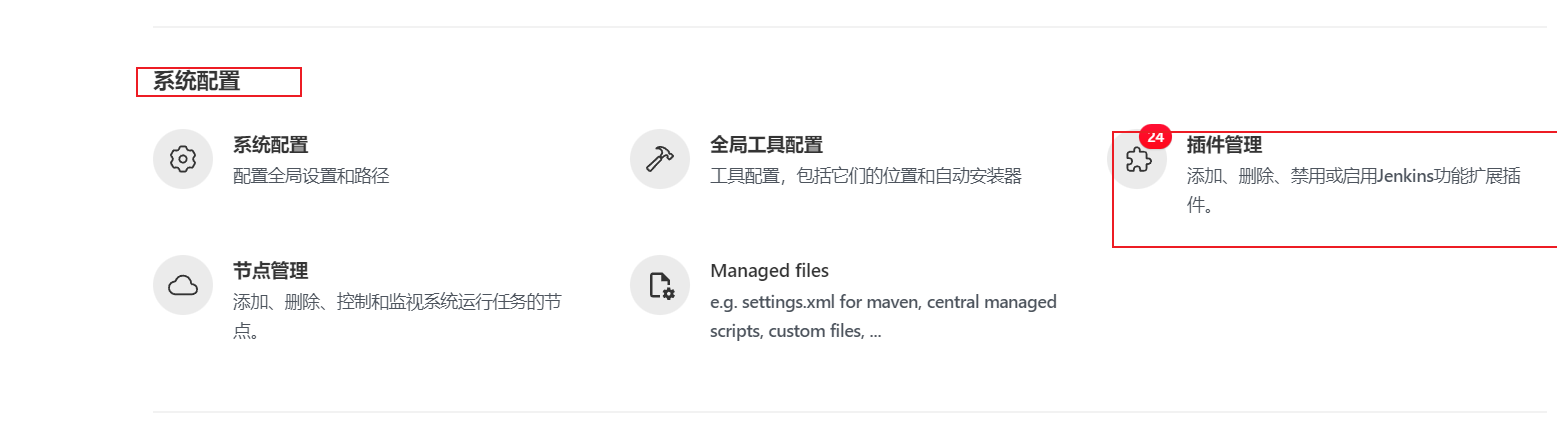 系统配置
系统配置
配置全局设置和路径
全局工具配置
工具配置，包括它们的位置和自动安装器
24
插件管理
添加、删除、禁用或启用Jenkins功能扩展插
件。
节点管理
添加、删除、控制和监视系统运行任务的节
点。
Managed files
e.g. settings.xml for maven, central managed
scripts, custom files, ...